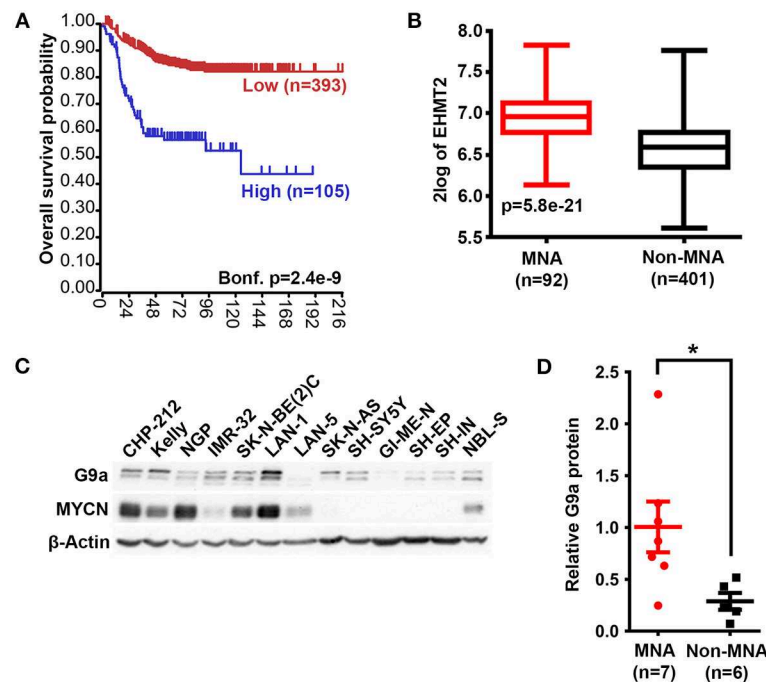 A
Overall survival probability
1.00
0.90
0.80
0.70
0.60
0.50
0.40
0.30
0.20
0.10
0.00
Low (n=393)
High (n=105)
Bonf. p=2.4e-9
0 24 48 72 96 120 144 168 192 216
B
2log of EHMT2
8.0
7.5
7.0
6.5
6.0
5.5
p=5.8e-21
MNA Non-MNA
(n=92) (n=401)
C
CHP-212 Kelly NGP IMR-32 SK-N-BE(2)C LAN-1 LAN-5 SK-N-AS SH-SY5Y GI-ME-N SH-EP SH-IN NBL-S
G9a
MYCN
β-Actin
D
Relative G9a protein
2.5
2.0
1.5
1.0
0.5
0.0
*
MNA Non-MNA
(n=7) (n=6)